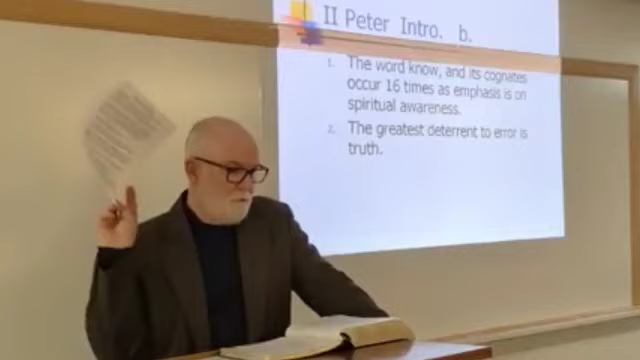 II Peter Intro. b.
1. The word know, and its cognates
occur 16 times as emphasis is on
spiritual awareness.
2. The greatest deterrent to error is
truth.